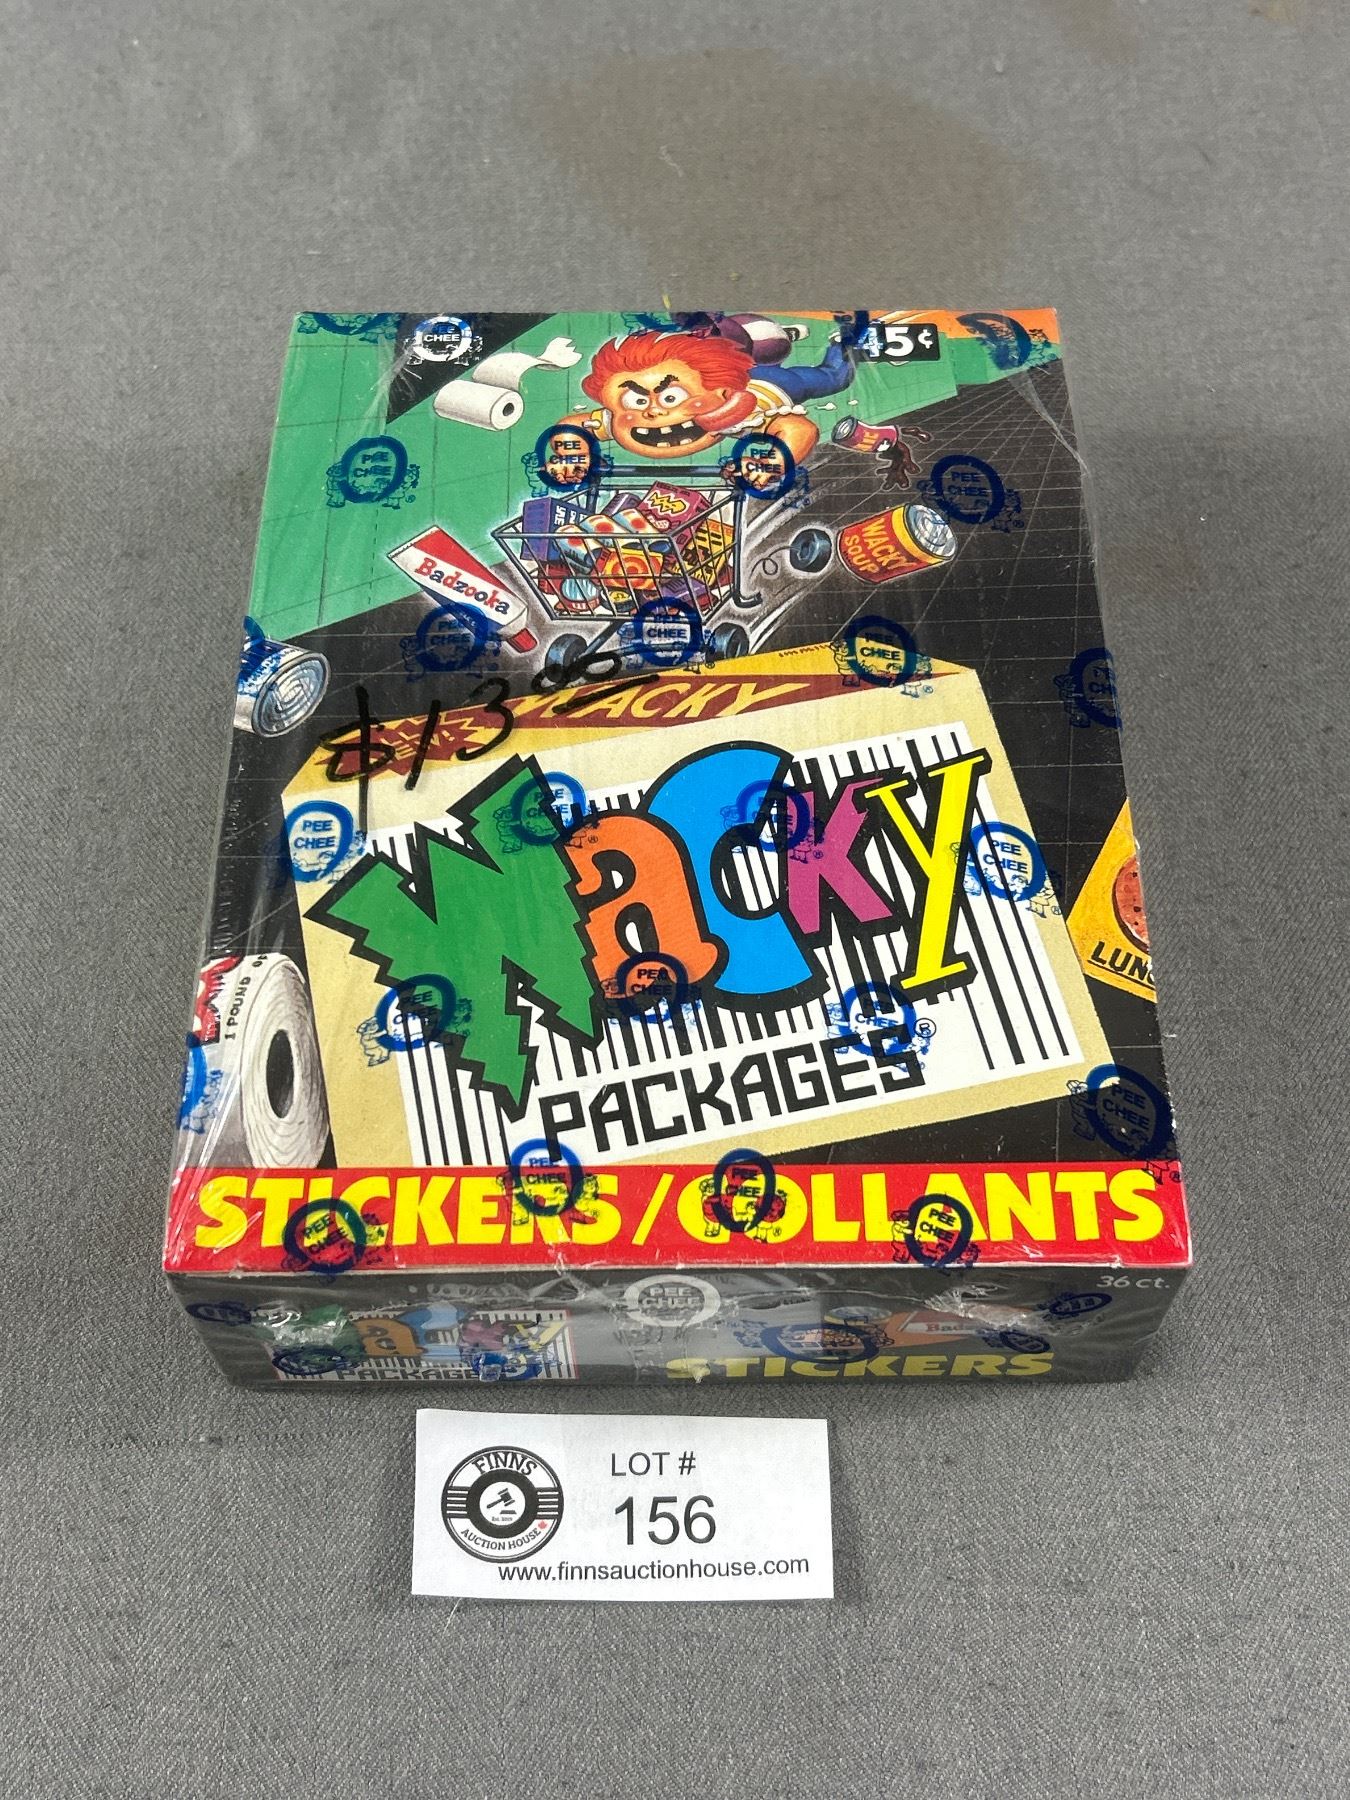 45¢
O PEE CHEE
WACKY SOUP
Badzooka
$13.00
WACKY
1 POUND
LUN
WACKY
PACKAGES®
STICKERS/COLLANTS
36 ct.
WACKY
PACKAGES
STICKERS
FINNS
AUCTION HOUSE
LOT #
156
www.finnsauctionhouse.com